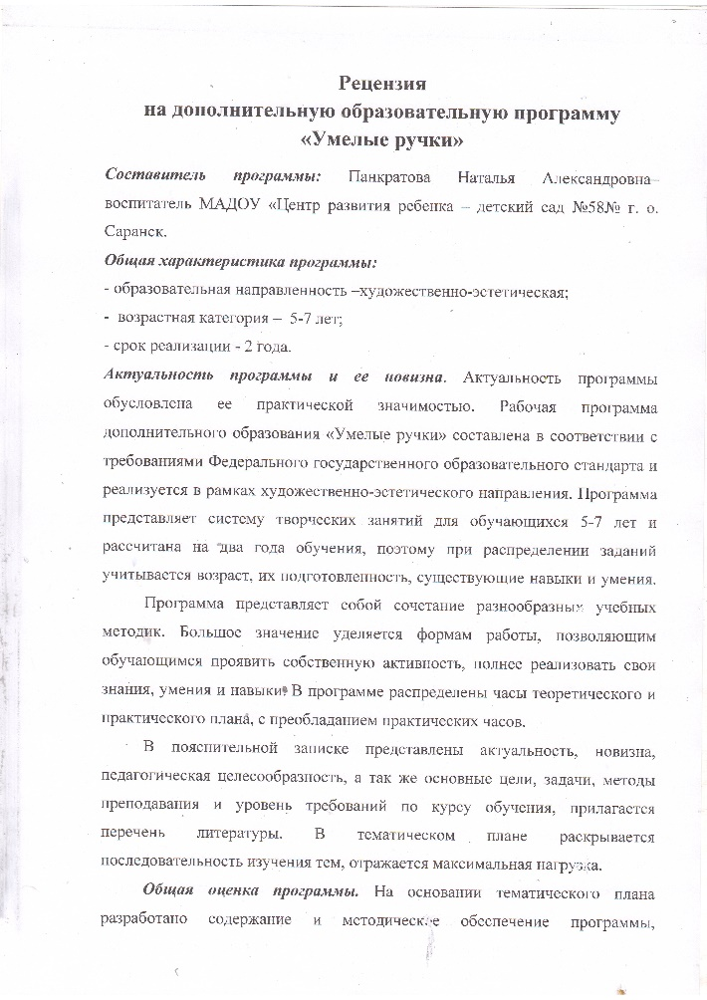 Рецензия
на дополнительную образовательную программу
«Умелые ручки»
Составитель программы: Панкратова Наталья Александровна–
воспитатель МАДОУ «Центр развития ребенка – детский сад №58№ г. о.
Саранск.
Общая характеристика программы:
- образовательная направленность –художественно-эстетическая;
- возрастная категория – 5-7 лет;
- срок реализации - 2 года.
Актуальность программы и ее новизна. Актуальность программы
обусловлена ее практической значимостью. Рабочая программа
дополнительного образования «Умелые ручки» составлена в соответствии с
требованиями Федерального государственного образовательного стандарта и
реализуется в рамках художественно-эстетического направления. Программа
представляет систему творческих занятий для обучающихся 5-7 лет и
рассчитана на два года обучения, поэтому при распределении заданий
учитывается возраст, их подготовленность, существующие навыки и умения.
Программа представляет собой сочетание разнообразных учебных
методик. Большое значение уделяется формам работы, позволяющим
обучающимся проявить собственную активность, полнее реализовать свои
знания, умения и навыки. В программе распределены часы теоретического и
практического плана, с преобладанием практических часов.
В пояснительной записке представлены актуальность, новизна,
педагогическая целесообразность, а так же основные цели, задачи, методы
преподавания и уровень требований по курсу обучения, прилагается
перечень литературы. В тематическом плане раскрывается
последовательность изучения тем, отражается максимальная нагрузка.
Общая оценка программы. На основании тематического плана
разработано содержание и методическое обеспечение программы,